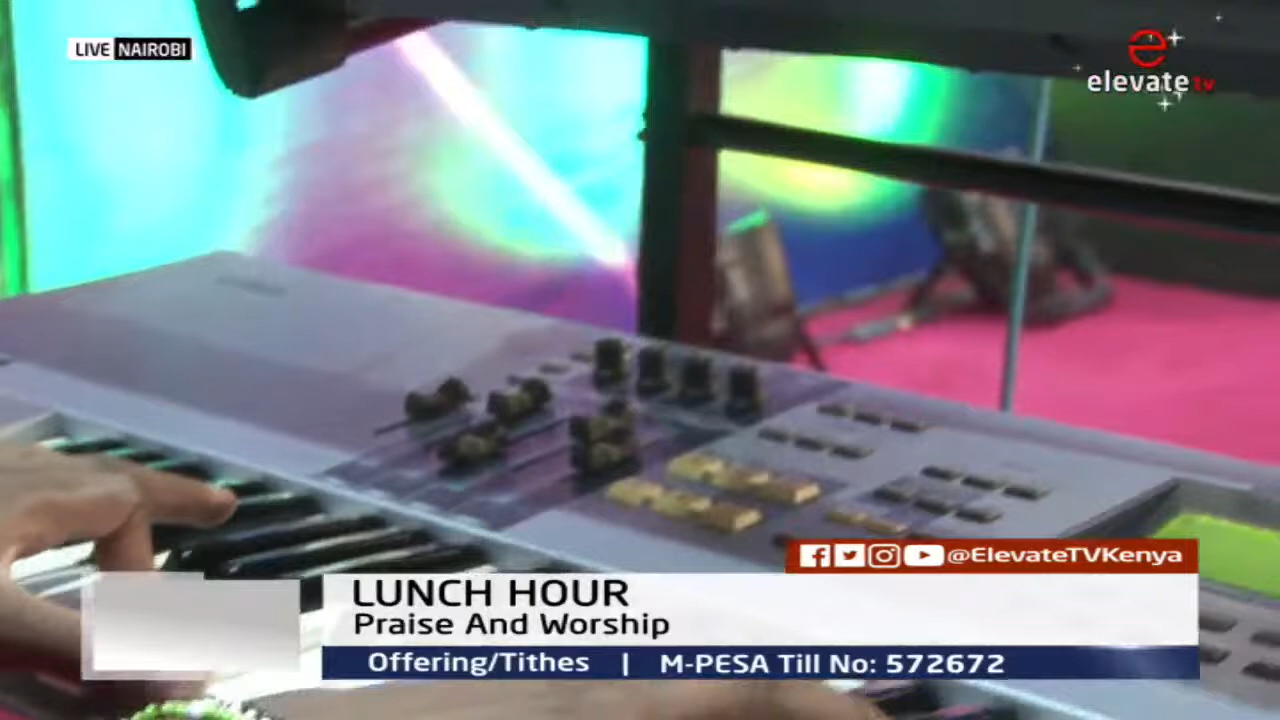 LIVE NAIROBI
elevate tv
@ElevateTVKenya
LUNCH HOUR
Praise And Worship
Offering/Tithes | M-PESA Till No: 572672